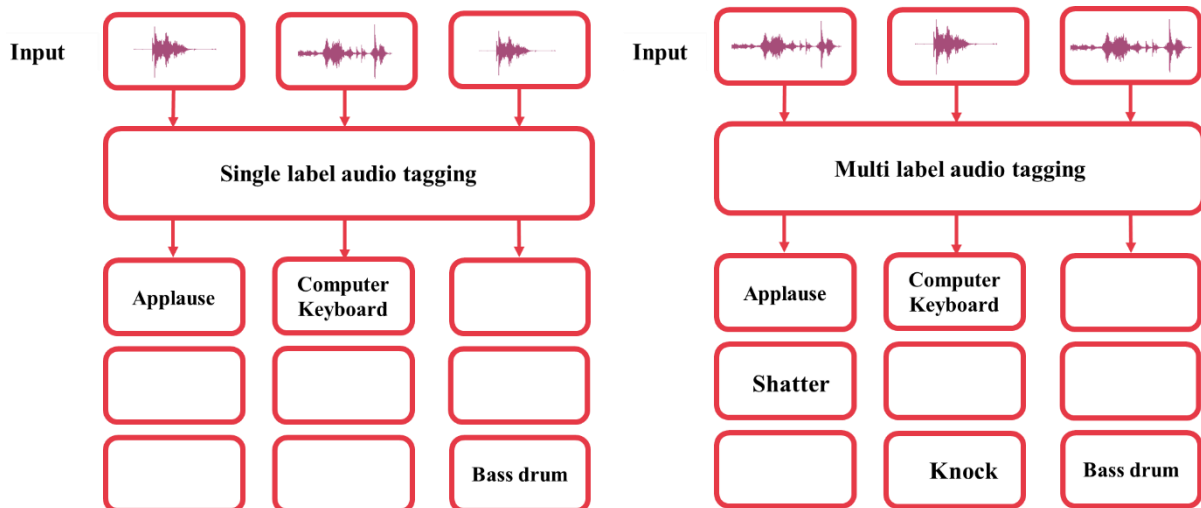 Input
Single label audio tagging
Applause
Computer
Keyboard
Bass drum
Input
Multi label audio tagging
Applause
Computer
Keyboard
Shatter
Knock
Bass drum